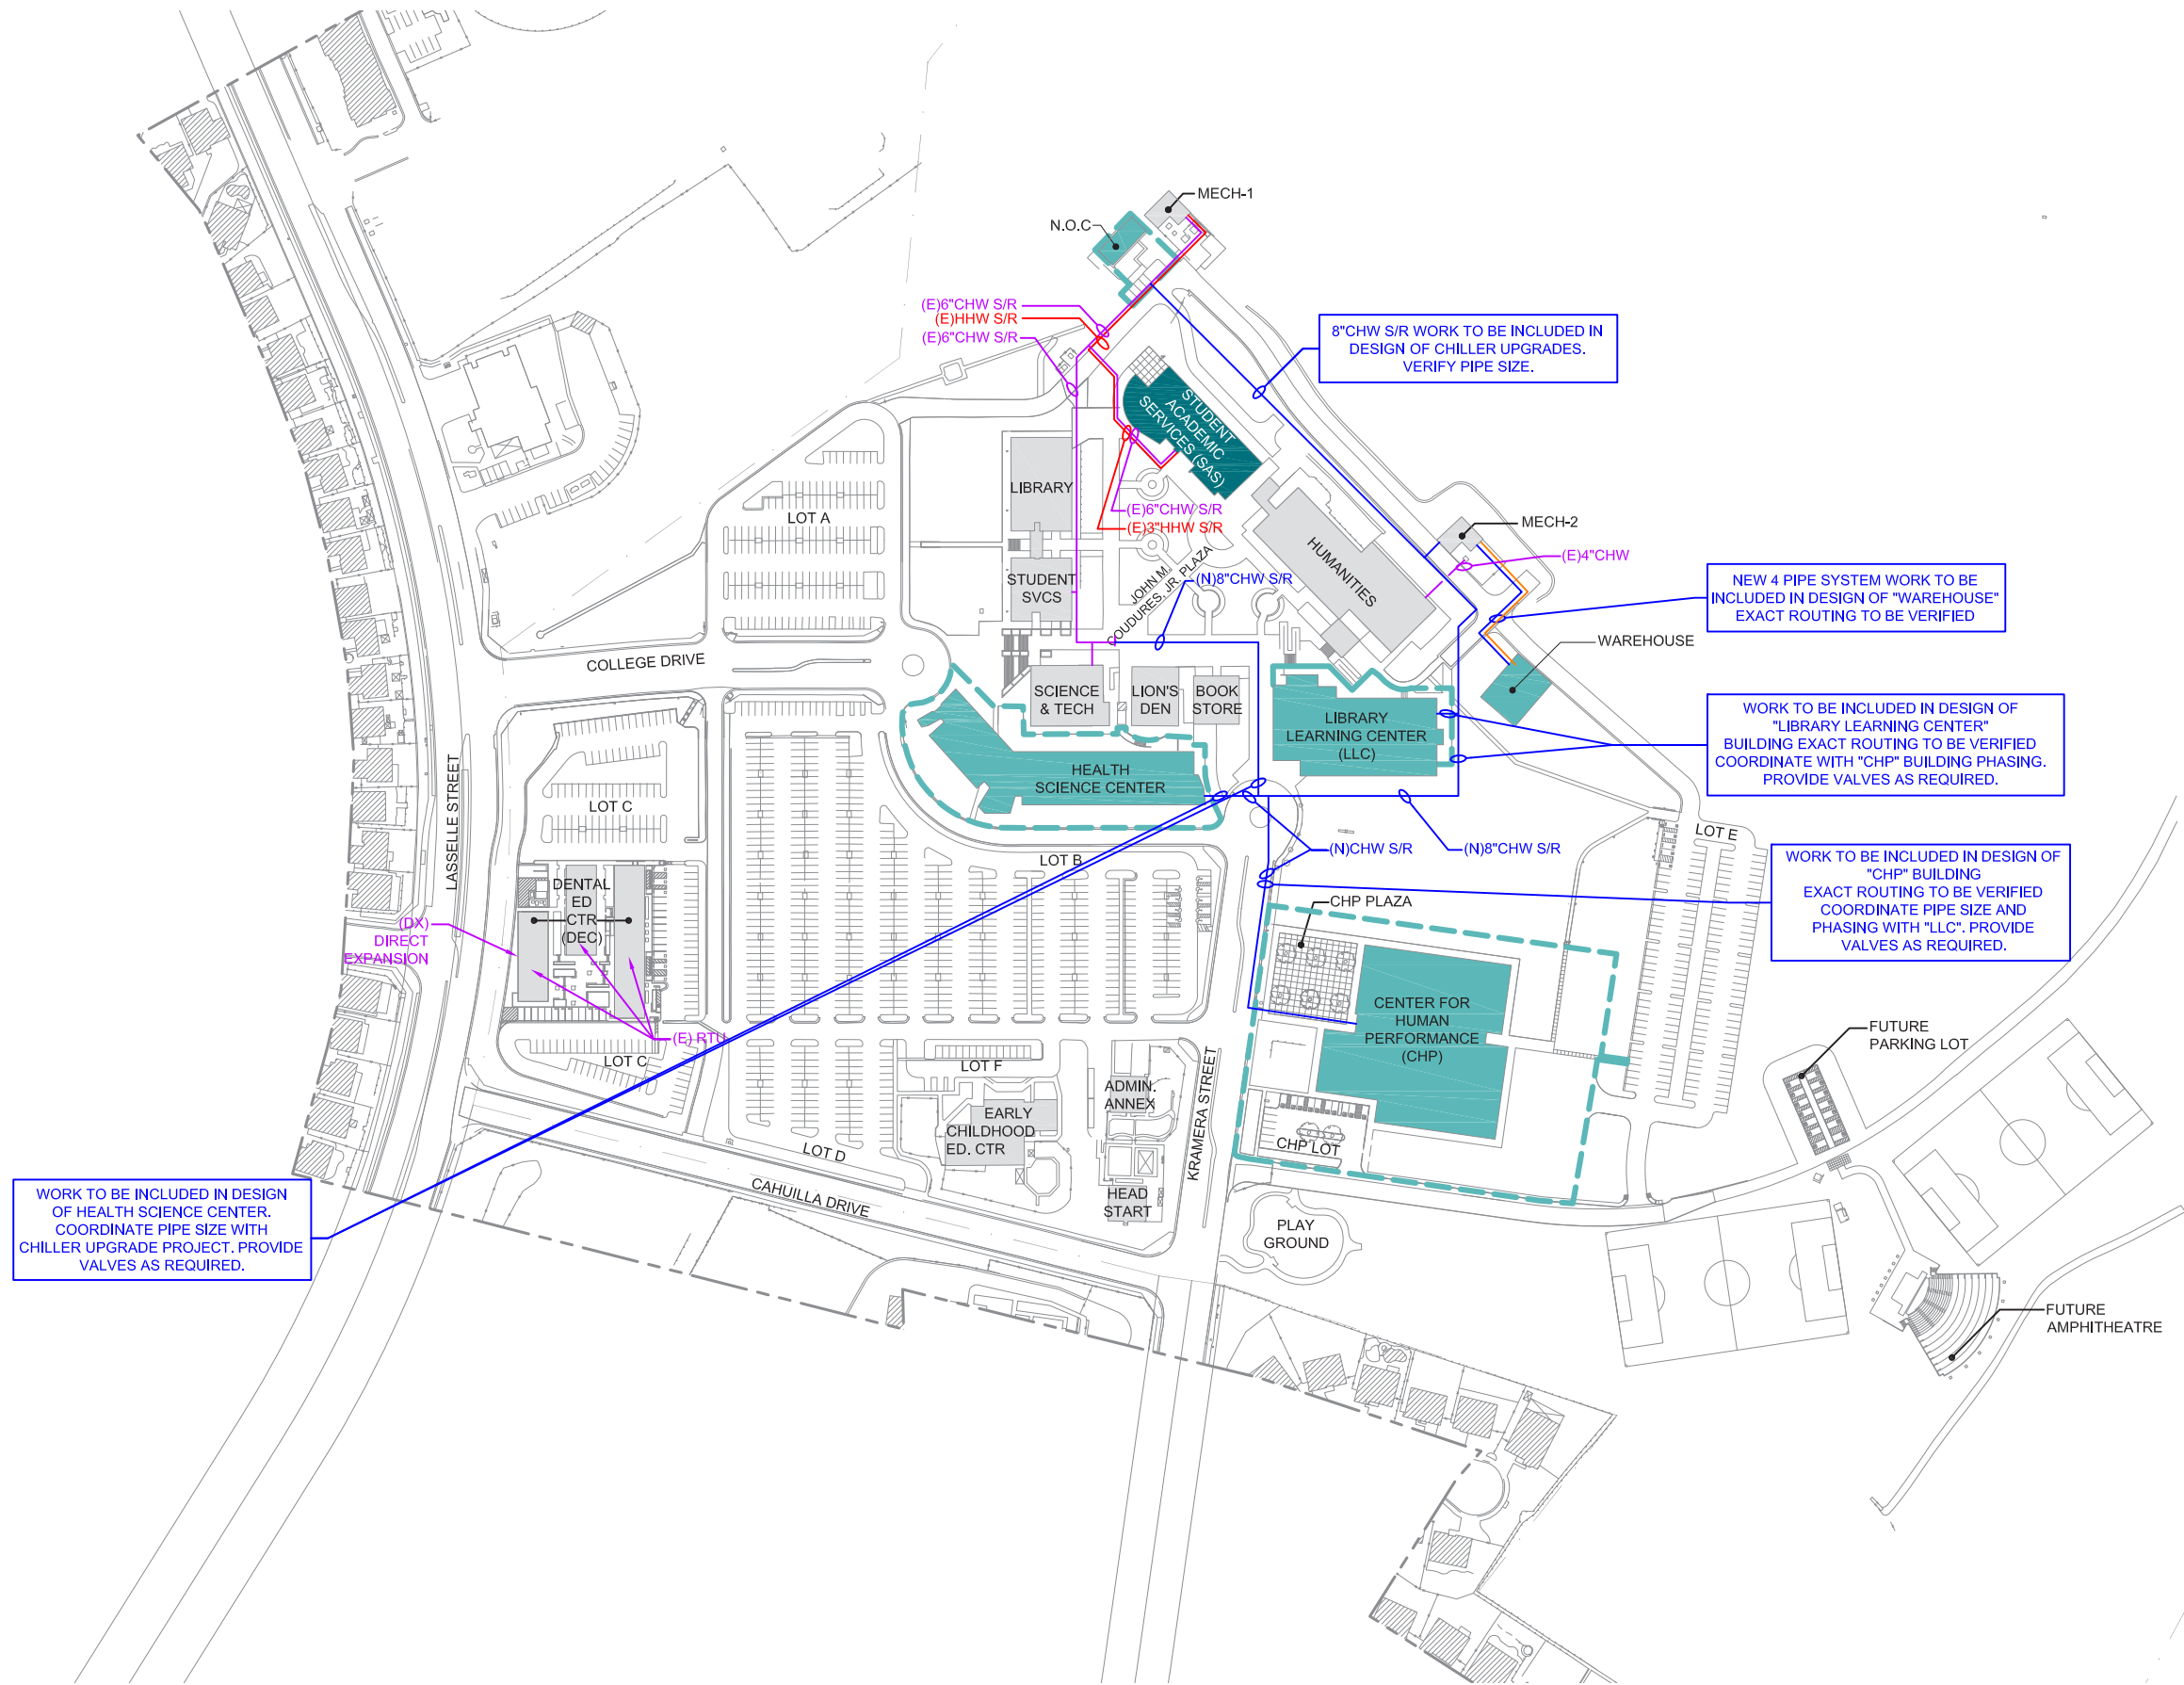 MECH-1
N.O.C
(E)6"CHW S/R
(E)HHW S/R
(E)6"CHW S/R
8"CHW S/R WORK TO BE INCLUDED IN
DESIGN OF CHILLER UPGRADES.
VERIFY PIPE SIZE.
STUDENT
ACADEMIC
SERVICES (SAS)
LIBRARY
LOT A
(E)6"CHW S/R
(E)3"HHW S/R
MECH-2
(E)4"CHW
HUMANITIES
STUDENT
SVCS
JOHN M.
COUDURES, JR. PLAZA
(N)8"CHW S/R
NEW 4 PIPE SYSTEM WORK TO BE
INCLUDED IN DESIGN OF "WAREHOUSE"
EXACT ROUTING TO BE VERIFIED
WAREHOUSE
COLLEGE DRIVE
SCIENCE
& TECH
LION'S
DEN
BOOK
STORE
LIBRARY
LEARNING CENTER
(LLC)
WORK TO BE INCLUDED IN DESIGN OF
"LIBRARY LEARNING CENTER"
BUILDING EXACT ROUTING TO BE VERIFIED
COORDINATE WITH "CHP" BUILDING PHASING.
PROVIDE VALVES AS REQUIRED.
HEALTH
SCIENCE CENTER
LOT C
LASSELLE STREET
LOT B
(N)CHW S/R
(N)8"CHW S/R
LOT E
WORK TO BE INCLUDED IN DESIGN OF
"CHP" BUILDING
EXACT ROUTING TO BE VERIFIED
COORDINATE PIPE SIZE AND
PHASING WITH "LLC". PROVIDE
VALVES AS REQUIRED.
DENTAL
ED
CTR
(DEC)
(DX)
DIRECT
EXPANSION
CHP PLAZA
CENTER FOR
HUMAN
PERFORMANCE
(CHP)
(E) RTU
LOT C
LOT F
FUTURE
PARKING LOT
ADMIN.
ANNEX
KRAMERA STREET
EARLY
CHILDHOOD
ED. CTR
CHP LOT
LOT D
CAHUILLA DRIVE
HEAD
START
PLAY
GROUND
WORK TO BE INCLUDED IN DESIGN
OF HEALTH SCIENCE CENTER.
COORDINATE PIPE SIZE WITH
CHILLER UPGRADE PROJECT. PROVIDE
VALVES AS REQUIRED.
FUTURE
AMPHITHEATRE